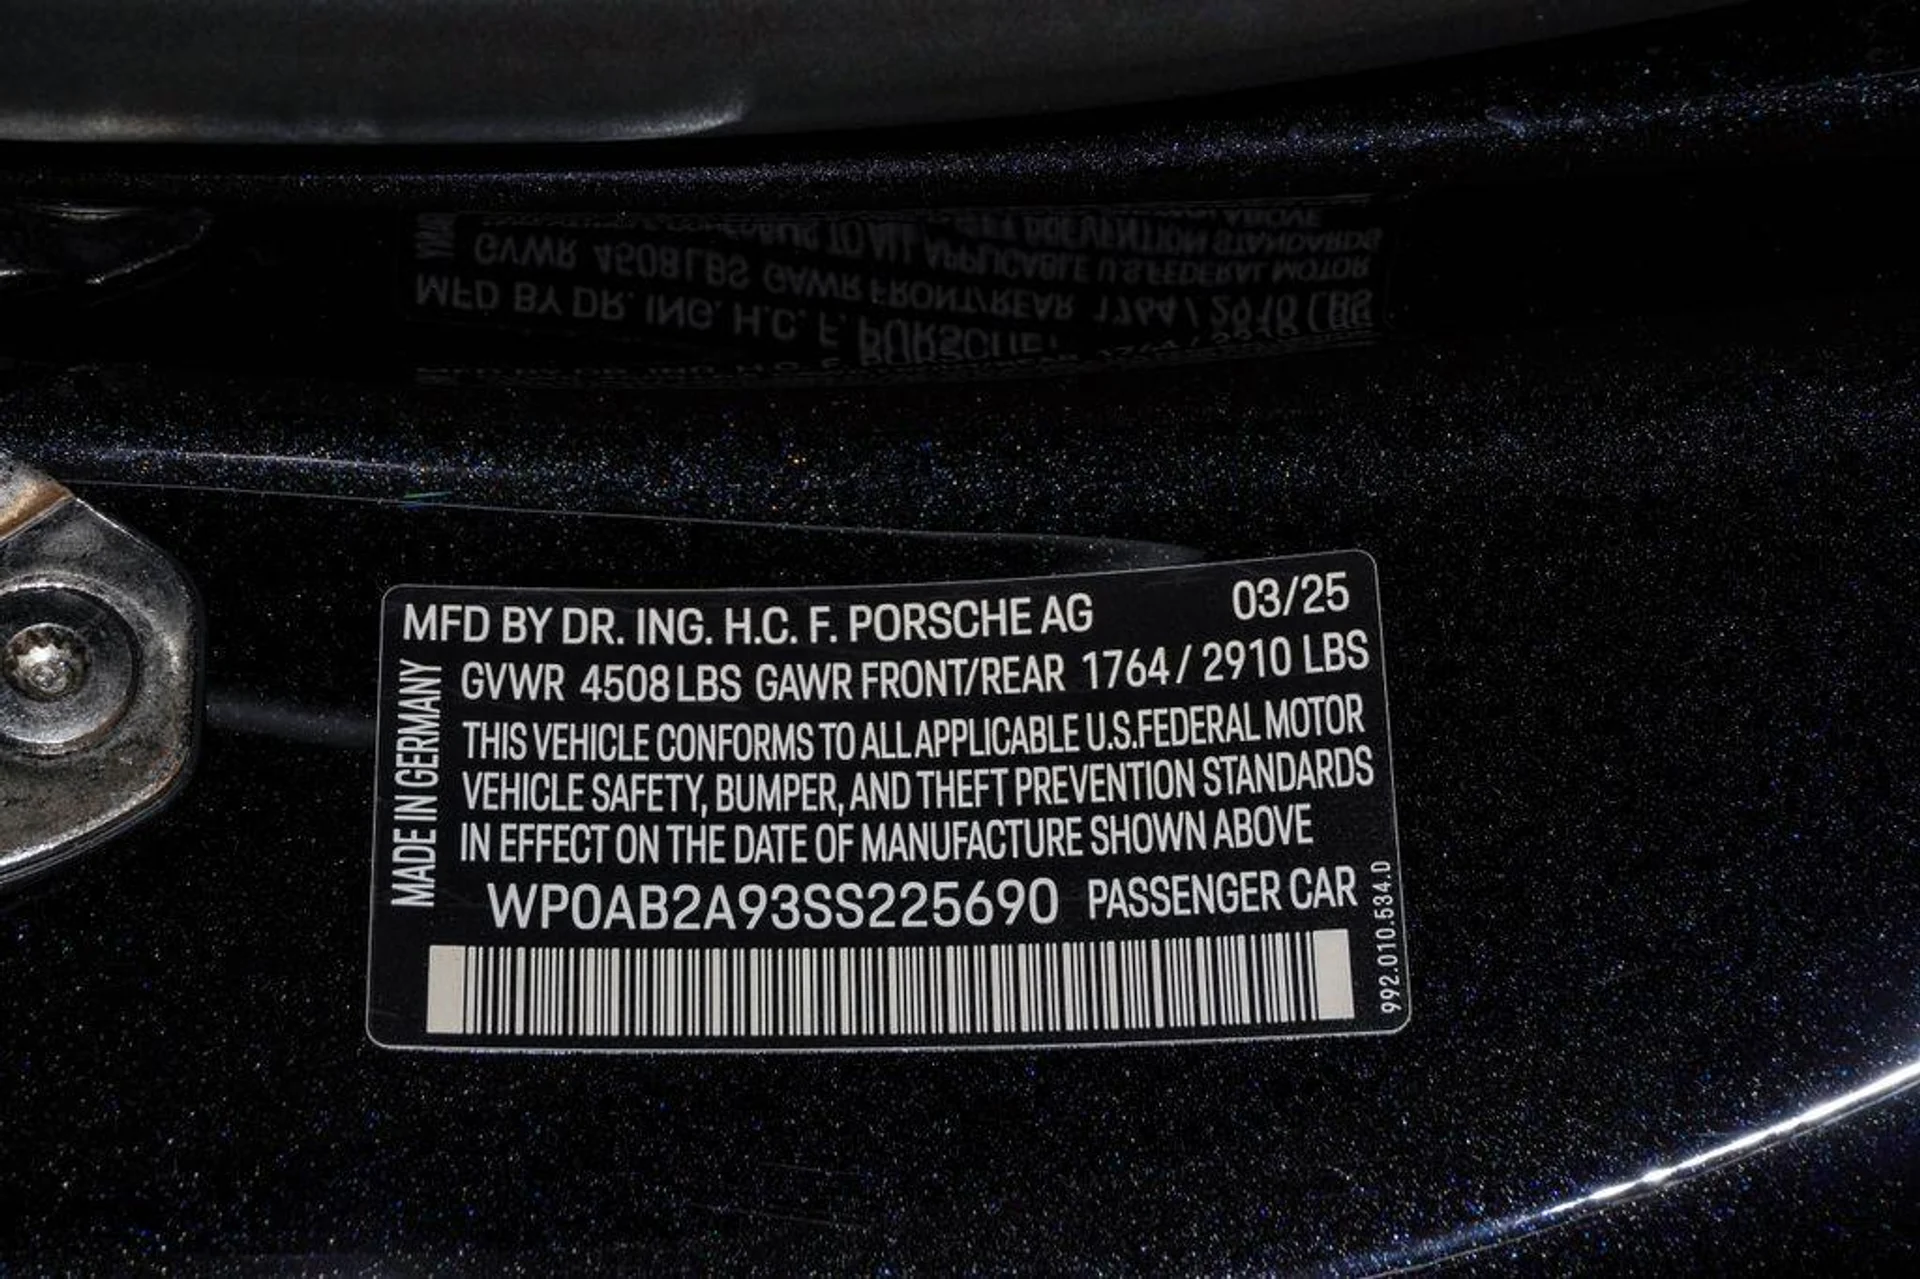 MFD BY DR. ING. H.C. F. PORSCHE AG 03/25
GVWR 4508 LBS GAWR FRONT/REAR 1764 / 2910 LBS
THIS VEHICLE CONFORMS TO ALL APPLICABLE U.S.FEDERAL MOTOR
VEHICLE SAFETY, BUMPER, AND THEFT PREVENTION STANDARDS
IN EFFECT ON THE DATE OF MANUFACTURE SHOWN ABOVE
WP0AB2A93SS225690 PASSENGER CAR
MADE IN GERMANY
992.010.534.0